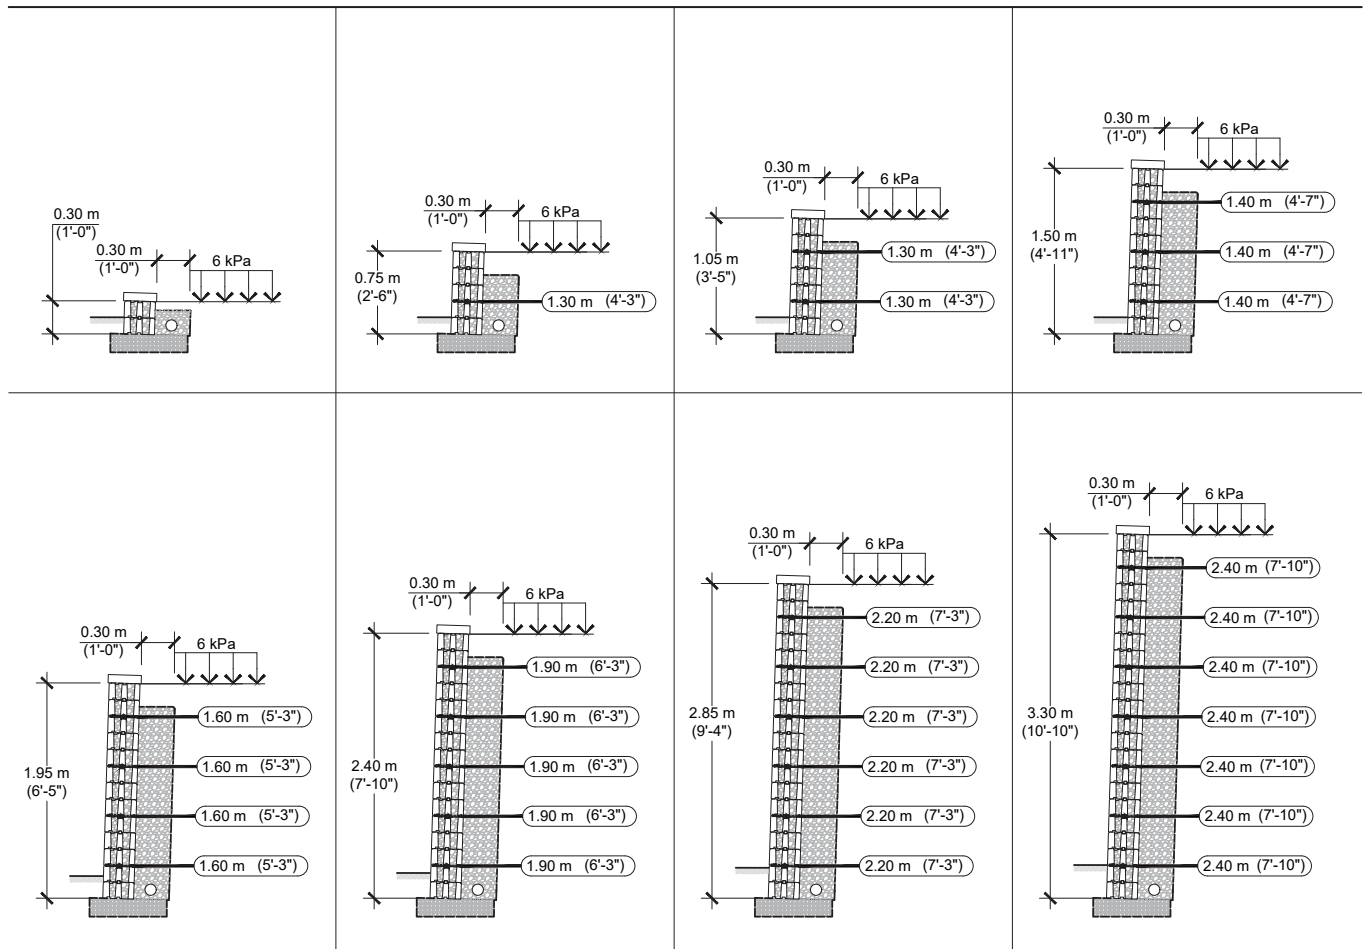 0.30 m
(1'-0")
0.30 m
(1'-0")
6 kPa
0.30 m
(1'-0")
6 kPa
0.75 m
(2'-6")
1.30 m (4'-3")
0.30 m
(1'-0")
6 kPa
1.05 m
(3'-5")
1.30 m (4'-3")
1.30 m (4'-3")
0.30 m
(1'-0")
6 kPa
1.50 m
(4'-11")
1.40 m (4'-7")
1.40 m (4'-7")
1.40 m (4'-7")
0.30 m
(1'-0")
6 kPa
1.95 m
(6'-5")
1.60 m (5'-3")
1.60 m (5'-3")
1.60 m (5'-3")
1.60 m (5'-3")
0.30 m
(1'-0")
6 kPa
2.40 m
(7'-10")
1.90 m (6'-3")
1.90 m (6'-3")
1.90 m (6'-3")
1.90 m (6'-3")
1.90 m (6'-3")
0.30 m
(1'-0")
6 kPa
2.85 m
(9'-4")
2.20 m (7'-3")
2.20 m (7'-3")
2.20 m (7'-3")
2.20 m (7'-3")
2.20 m (7'-3")
2.20 m (7'-3")
0.30 m
(1'-0")
6 kPa
3.30 m
(10'-10")
2.40 m (7'-10")
2.40 m (7'-10")
2.40 m (7'-10")
2.40 m (7'-10")
2.40 m (7'-10")
2.40 m (7'-10")
2.40 m (7'-10")